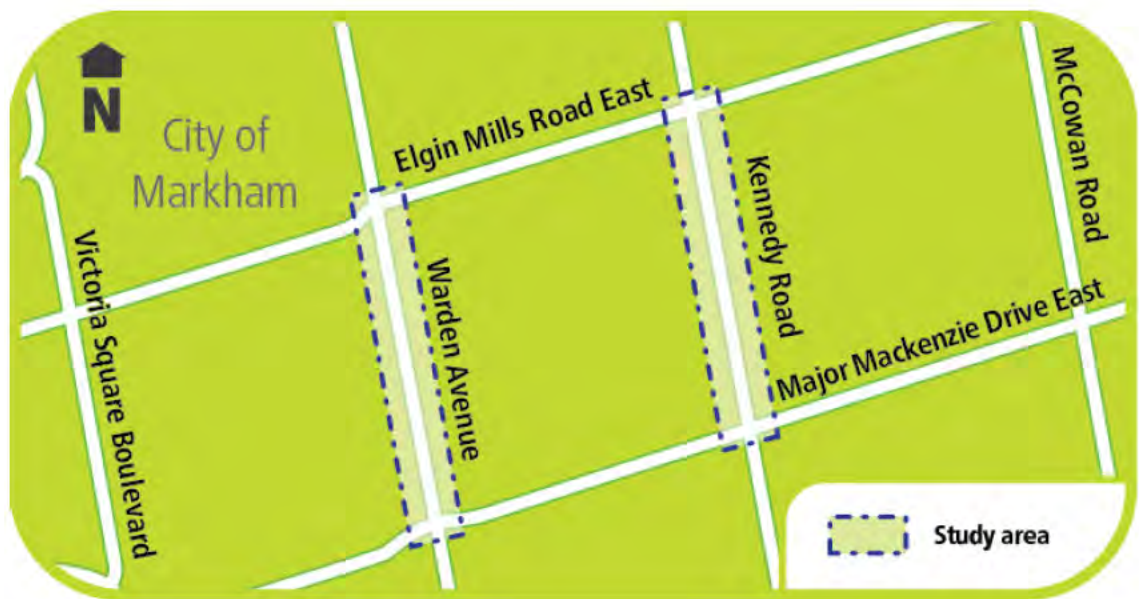 N
City of
Markham
Elgin Mills Road East
McCowan Road
Kennedy Road
Victoria Square Boulevard
Warden Avenue
Major Mackenzie Drive East
Study area